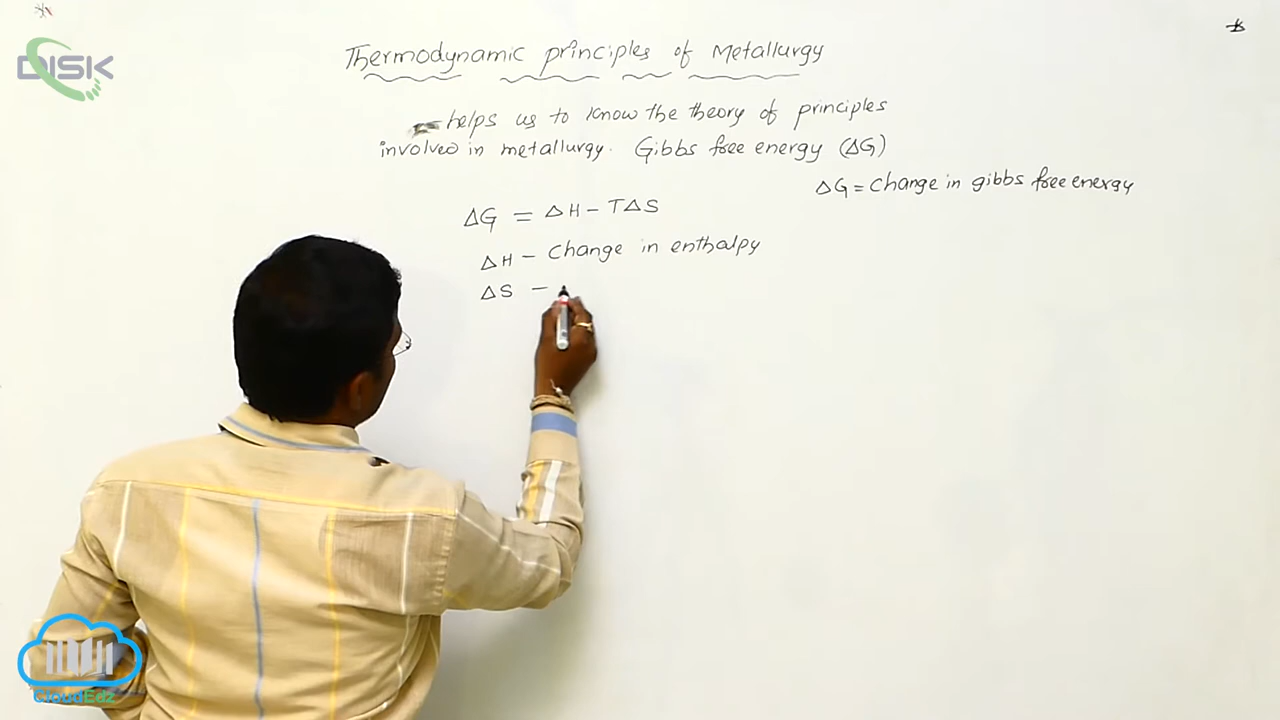 DISK
Thermodynamic principles of Metallurgy
helps us to know the theory of principles
involved in metallurgy. Gibbs free energy (ΔG)
ΔG = Change in gibbs free energy
ΔG = ΔH - TΔS
ΔH - Change in enthalpy
ΔS -
CloudEdz